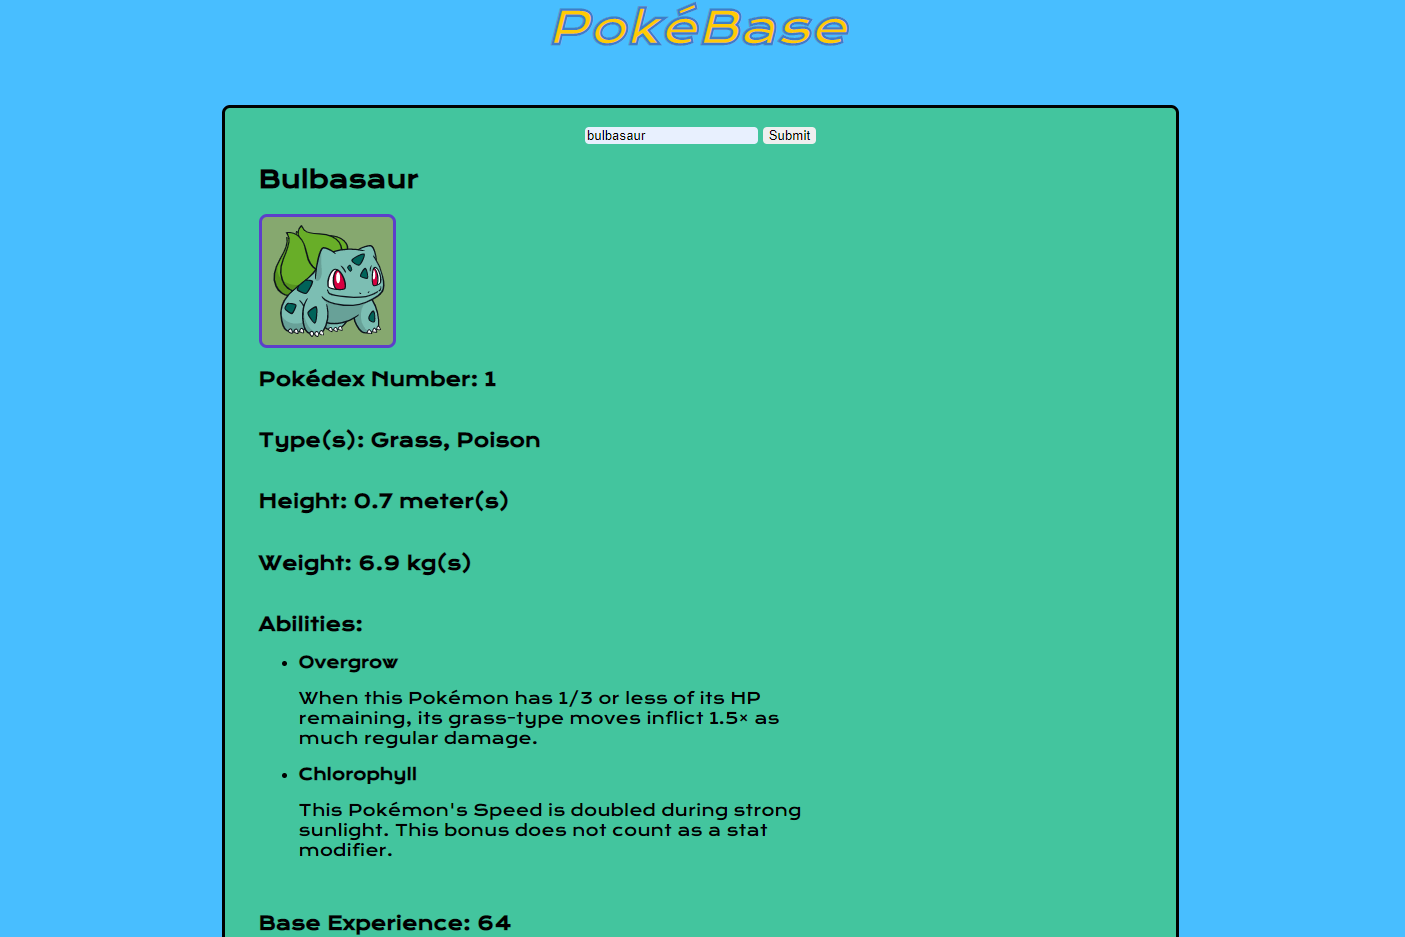 PokéBase
bulbasaur Submit
Bulbasaur
Pokédex Number: 1
Type(s): Grass, Poison
Height: 0.7 meter(s)
Weight: 6.9 kg(s)
Abilities:
• Overgrow
When this Pokémon has 1/3 or less of its HP
remaining, its grass-type moves inflict 1.5× as
much regular damage.
• Chlorophyll
This Pokémon's Speed is doubled during strong
sunlight. This bonus does not count as a stat
modifier.
Base Experience: 64